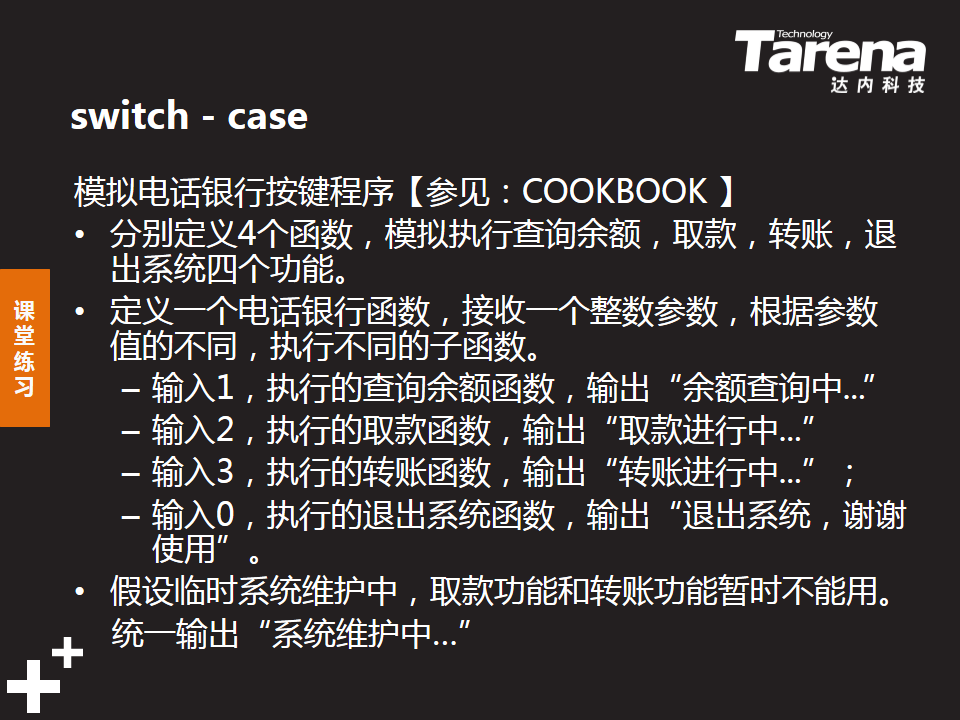 Technology
Tarena
达内科技
switch - case
模拟电话银行按键程序【参见：COOKBOOK 】
• 分别定义4个函数，模拟执行查询余额，取款，转账，退
出系统四个功能。
• 定义一个电话银行函数，接收一个整数参数，根据参数
值的不同，执行不同的子函数。
– 输入1，执行的查询余额函数，输出“余额查询中...”
– 输入2，执行的取款函数，输出“取款进行中...”
– 输入3，执行的转账函数，输出“转账进行中...” ；
– 输入0，执行的退出系统函数，输出“退出系统，谢谢
使用” 。
• 假设临时系统维护中，取款功能和转账功能暂时不能用。
统一输出“系统维护中...”
课
堂
练
习